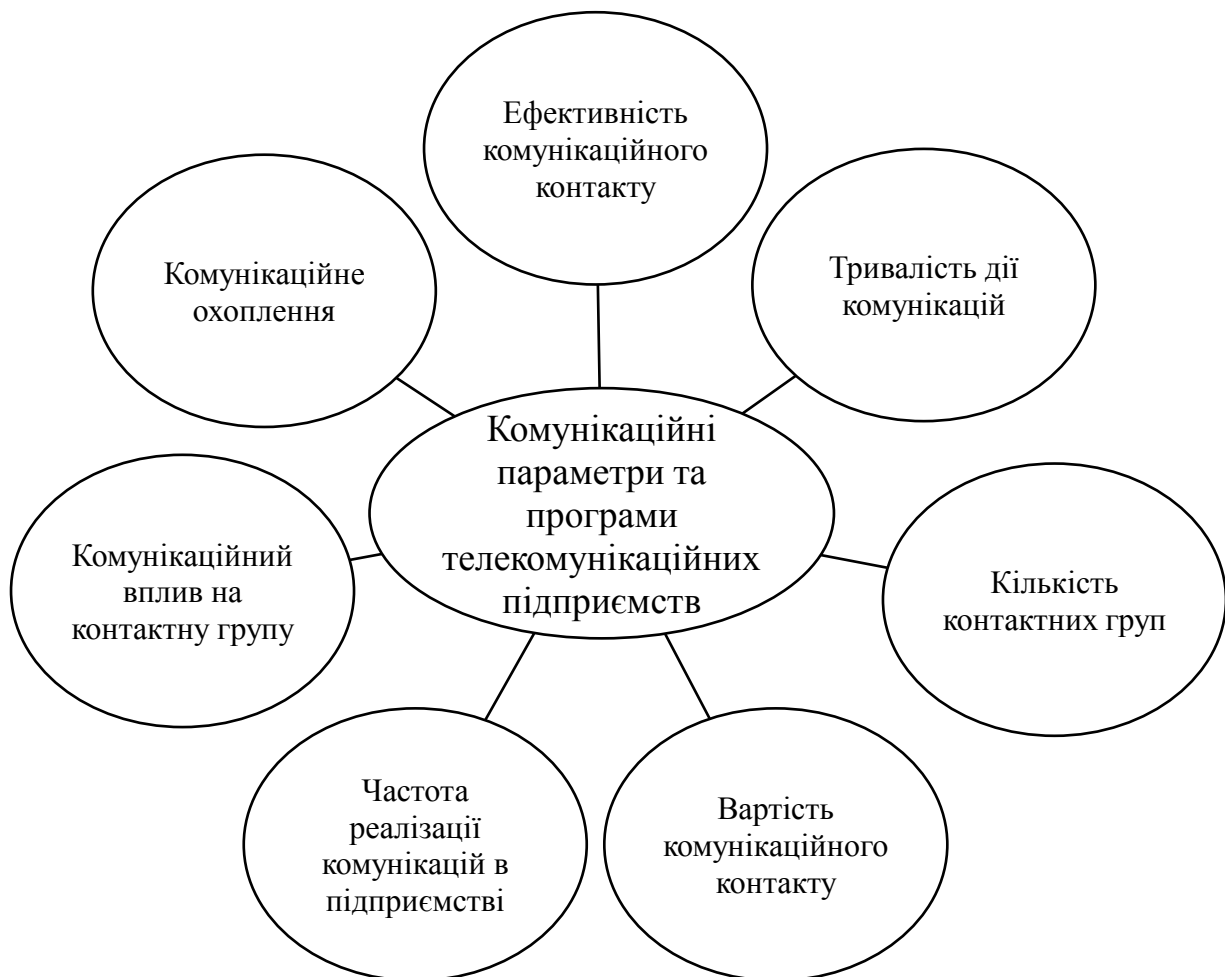 Ефективність
комунікаційного
контакту
Комунікаційне
охоплення
Тривалість дії
комунікацій
Комунікаційні
параметри та
програми
телекомунікаційних
підприємств
Комунікаційний
вплив на
контактну групу
Кількість
контактних груп
Частота
реалізації
комунікацій в
підприємстві
Вартість
комунікаційного
контакту